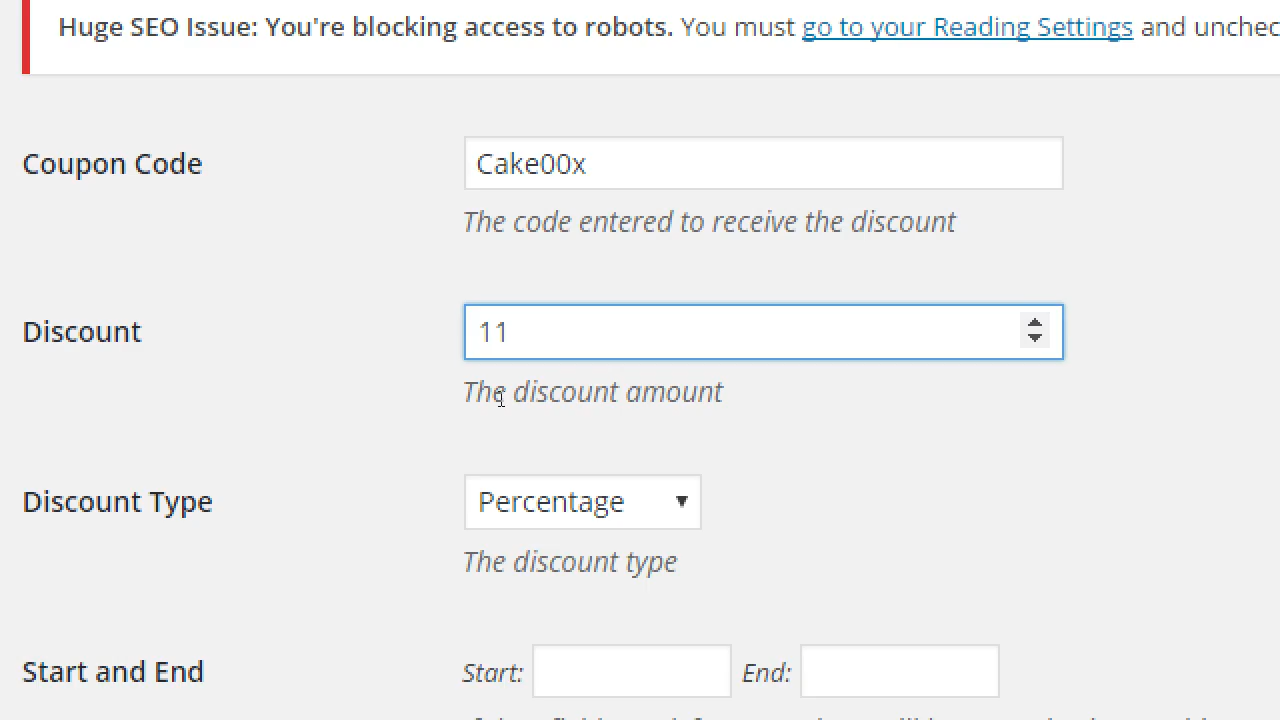 Huge SEO Issue: You're blocking access to robots. You must go to your Reading Settings and
Coupon Code
Cake00x
The code entered to receive the discount
Discount
11
The discount amount
Discount Type
Percentage
The discount type
Start and End
Start:
End: